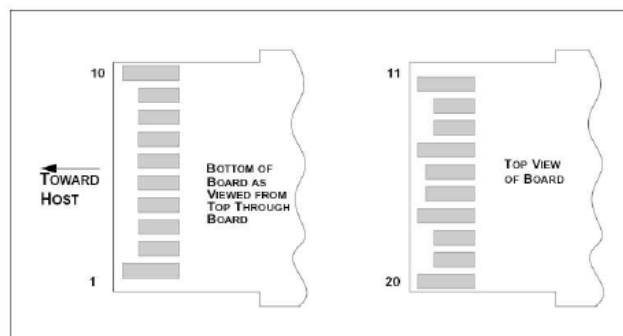 10
1
TOWARD
HOST
BOTTOM OF
BOARD AS
VIEWED FROM
TOP THROUGH
BOARD
11
20
TOP VIEW
OF BOARD